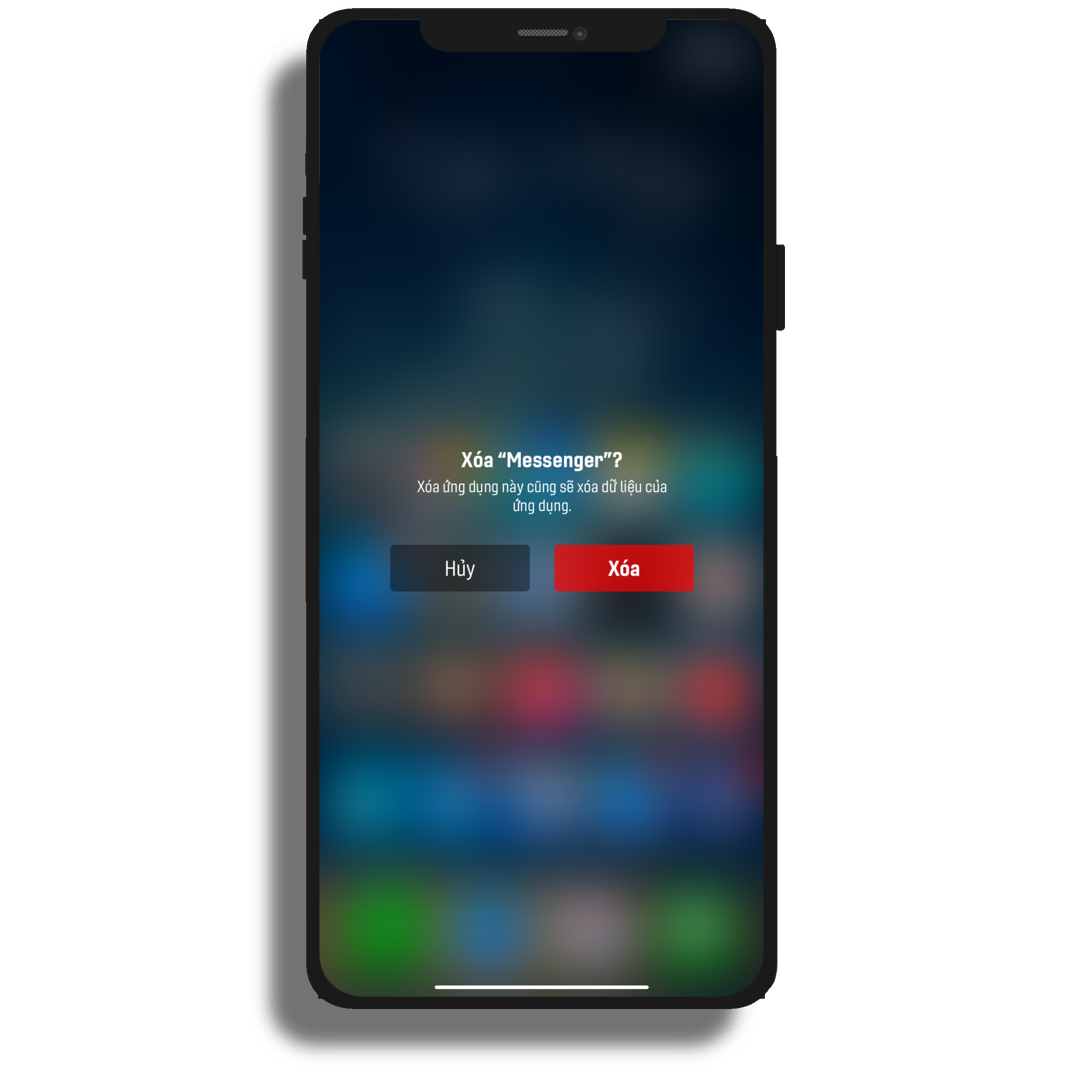 Xóa “Messenger”?
Xóa ứng dụng này cũng sẽ xóa dữ liệu của
ứng dụng.
Hủy
Xóa